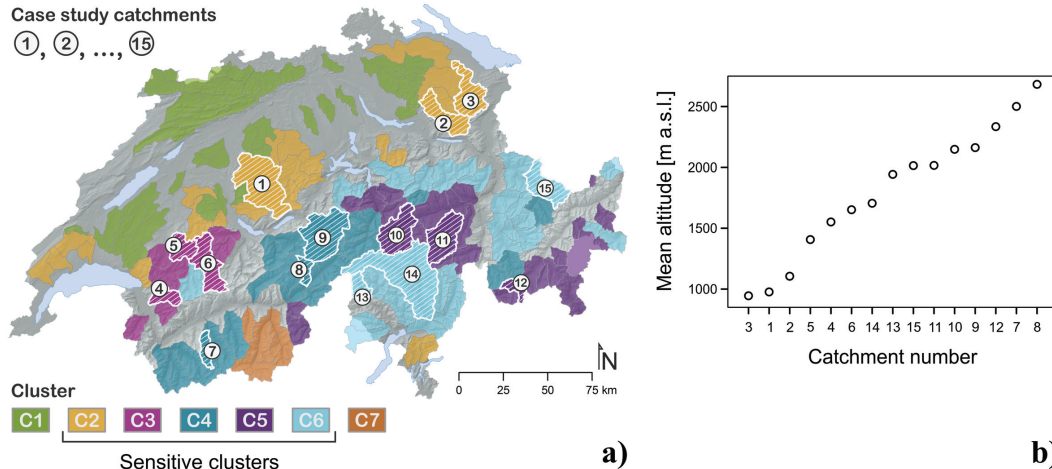 Case study catchments
1, 2, ..., 15
3
2
1
15
5
6
4
9
10
11
8
14
13
12
7
N
0 25 50 75 km
Cluster
C1 C2 C3 C4 C5 C6 C7
Sensitive clusters
a)
Mean altitude [m a.s.l.]
2500
2000
1500
1000
3 1 2 5 4 6 14 13 15 11 10 9 12 7 8
Catchment number
b)